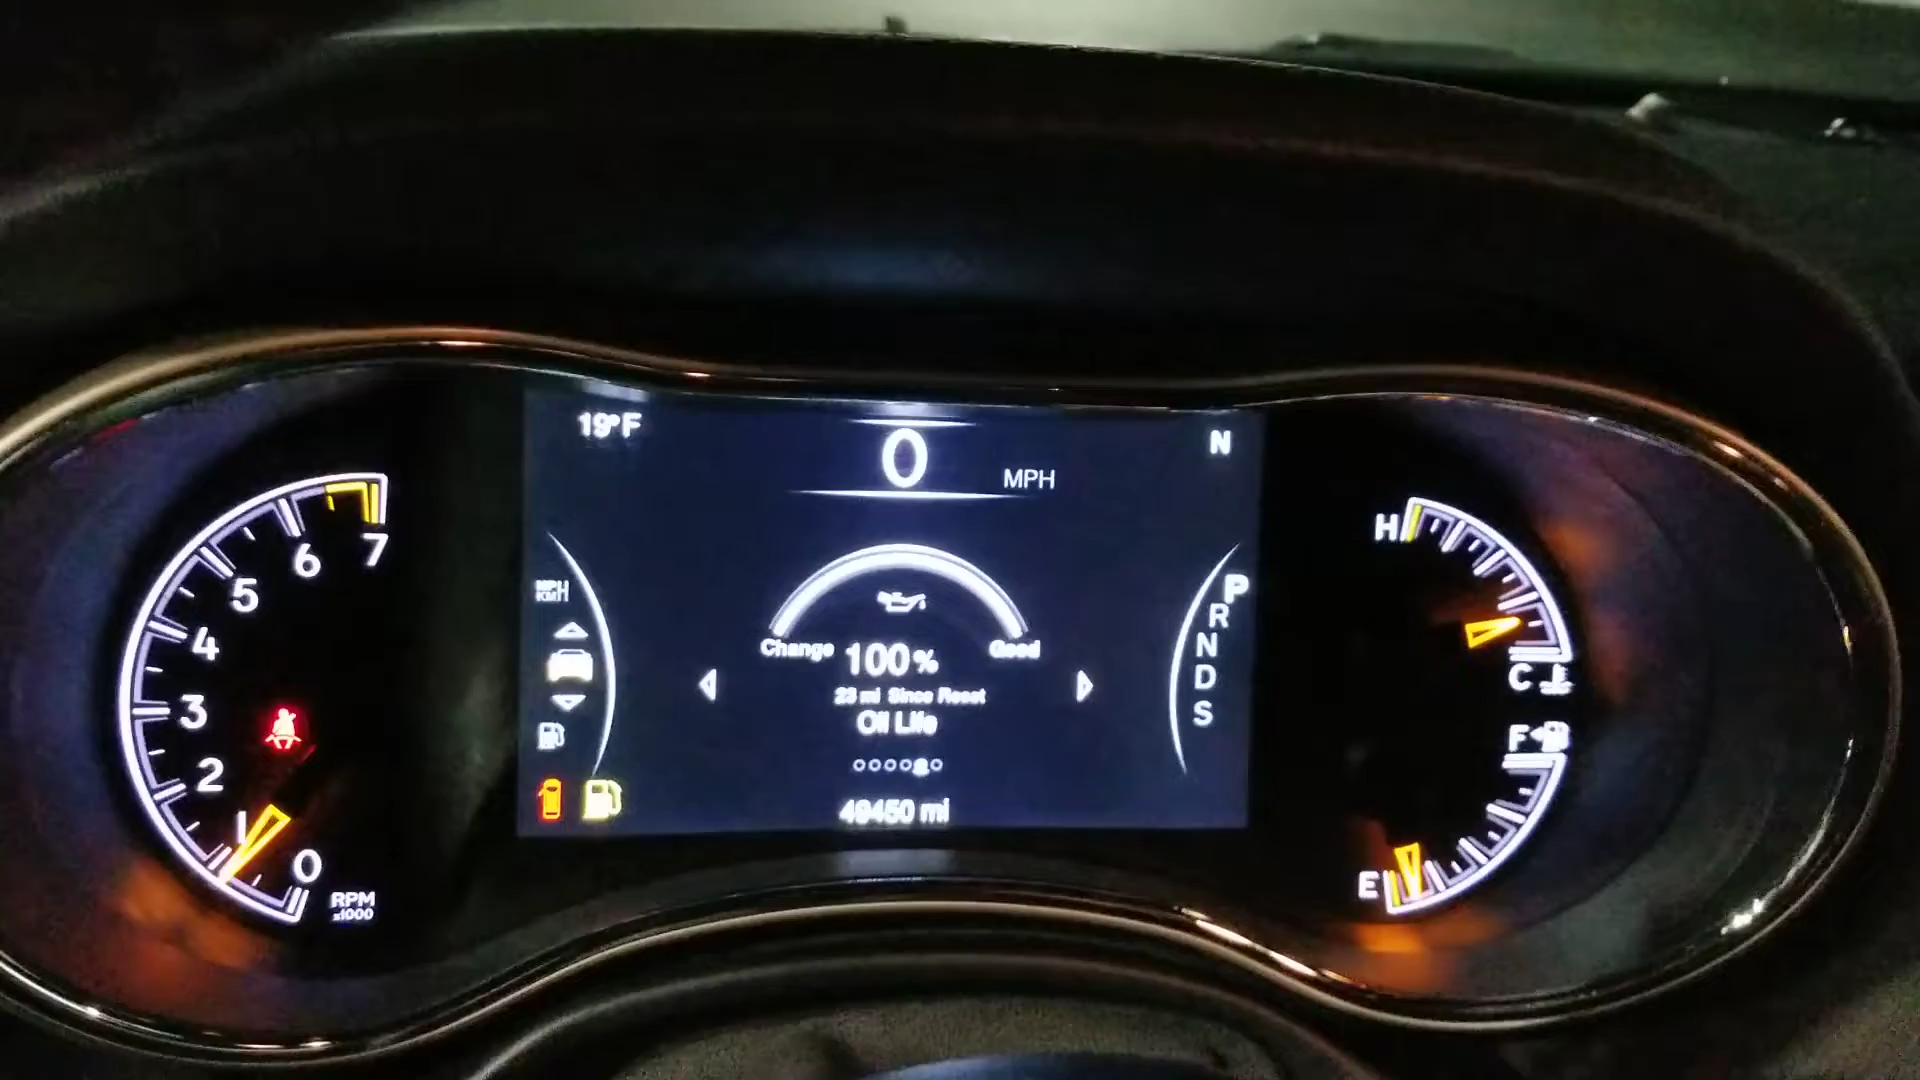 19°F
0
MPH
N
7
6
5
4
3
2
1
0
RPM
x1000
MPH
KM/H
Change
100%
Good
23 mi Since Reset
Oil Life
49450 mi
P
R
N
D
S
H
C
F
E